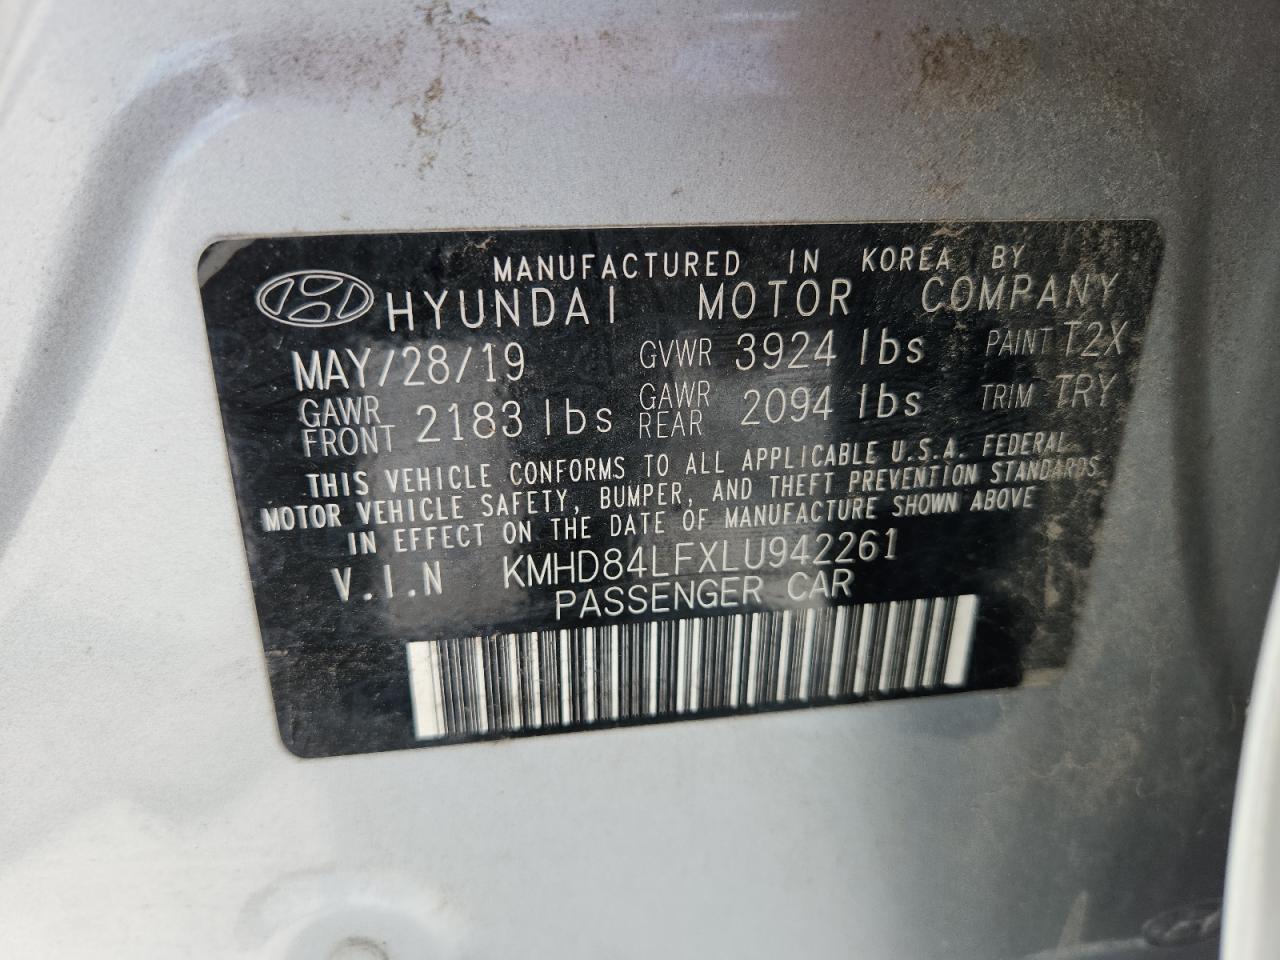 MANUFACTURED IN KOREA BY
HYUNDAI MOTOR COMPANY
MAY/28/19 GVWR 3924 lbs PAINT T2X
GAWR FRONT 2183 lbs GAWR REAR 2094 lbs TRIM TRY
THIS VEHICLE CONFORMS TO ALL APPLICABLE U.S.A. FEDERAL
MOTOR VEHICLE SAFETY, BUMPER, AND THEFT PREVENTION STANDARDS
IN EFFECT ON THE DATE OF MANUFACTURE SHOWN ABOVE
V.I.N KMHD84LFXLU942261
PASSENGER CAR